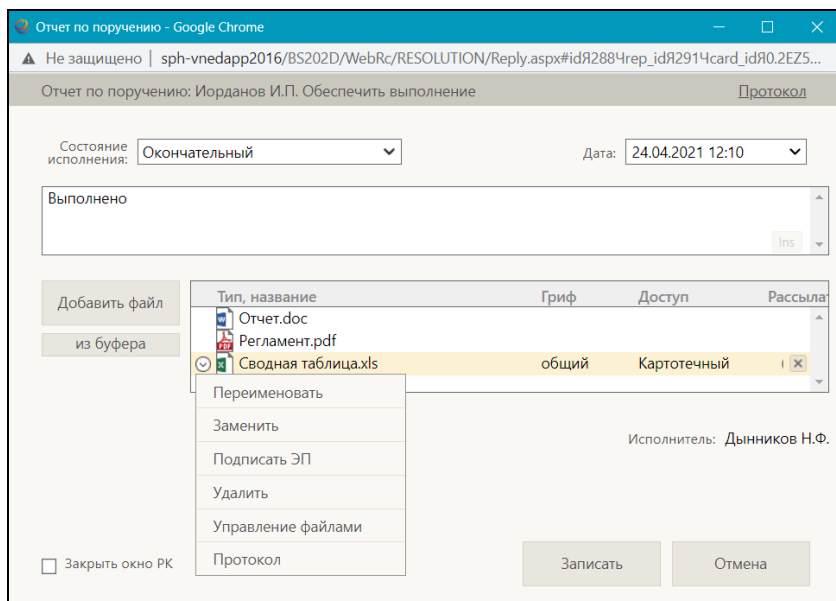 Отчет по поручению - Google Chrome
Не защищено | sph-vnedapp2016/BS202D/WebRc/RESOLUTION/Reply.aspx#idЯ288Чrep_idЯ291Чcard_idЯ0.2EZ5...
Отчет по поручению: Иорданов И.П. Обеспечить выполнение Протокол
Состояние исполнения: Окончательный Дата: 24.04.2021 12:10
Выполнено
Ins
Добавить файл
из буфера
Тип, название Гриф Доступ Рассылат
Отчет.doc
Регламент.pdf
Сводная таблица.xls общий Картотечный
Переименовать
Заменить
Подписать ЭП
Удалить
Управление файлами
Протокол
Исполнитель: Дынников Н.Ф.
Закрыть окно РК
Записать Отмена